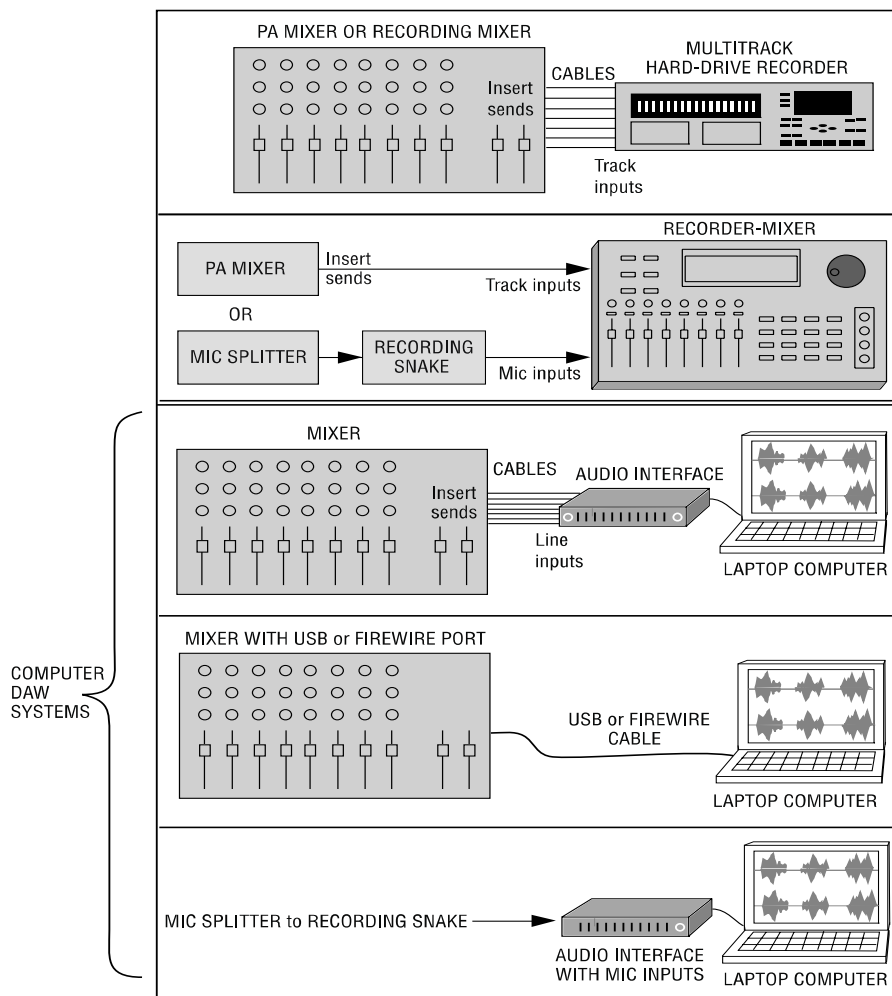 PA MIXER OR RECORDING MIXER
MULTITRACK
HARD-DRIVE RECORDER
CABLES
Insert
sends
Track
inputs
RECORDER-MIXER
PA MIXER
Insert
sends
Track inputs
OR
MIC SPLITTER
RECORDING
SNAKE
Mic inputs
MIXER
CABLES
AUDIO INTERFACE
Insert
sends
Line
inputs
LAPTOP COMPUTER
MIXER WITH USB or FIREWIRE PORT
COMPUTER
DAW
SYSTEMS
USB or FIREWIRE
CABLE
LAPTOP COMPUTER
MIC SPLITTER to RECORDING SNAKE
AUDIO INTERFACE
WITH MIC INPUTS
LAPTOP COMPUTER